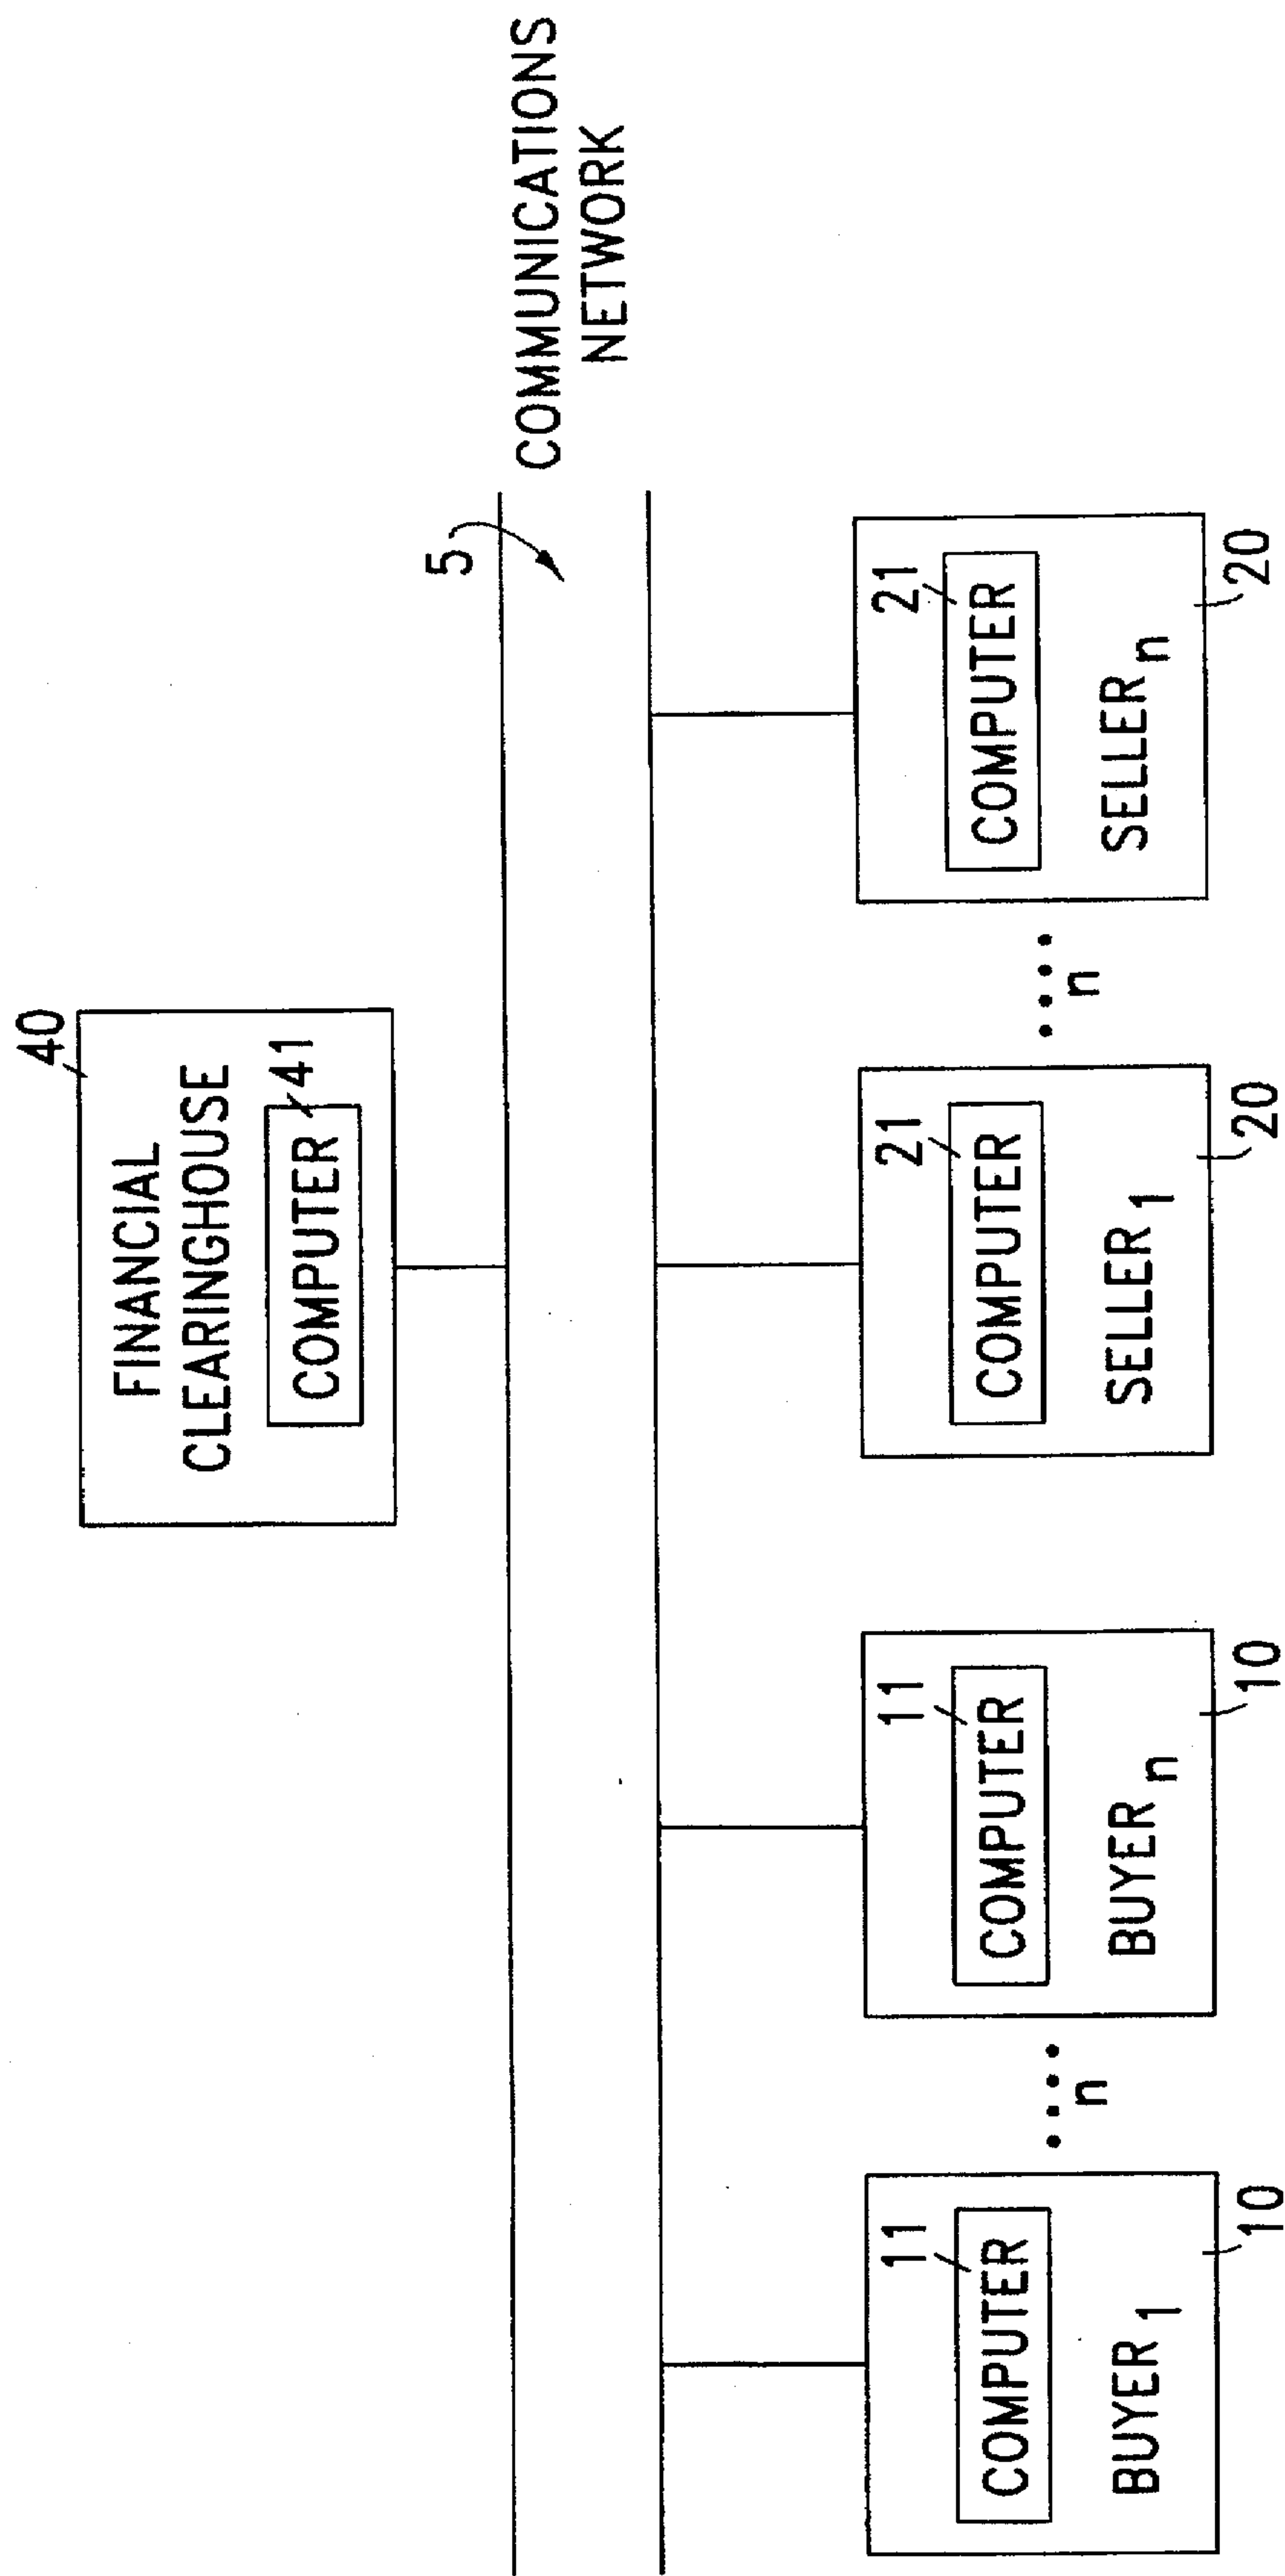 40
FINANCIAL
CLEARINGHOUSE
41
COMPUTER
5
COMMUNICATIONS
NETWORK
11
COMPUTER
BUYER1
10
n
11
COMPUTER
BUYERn
10
21
COMPUTER
SELLER1
20
n
21
COMPUTER
SELLERn
20